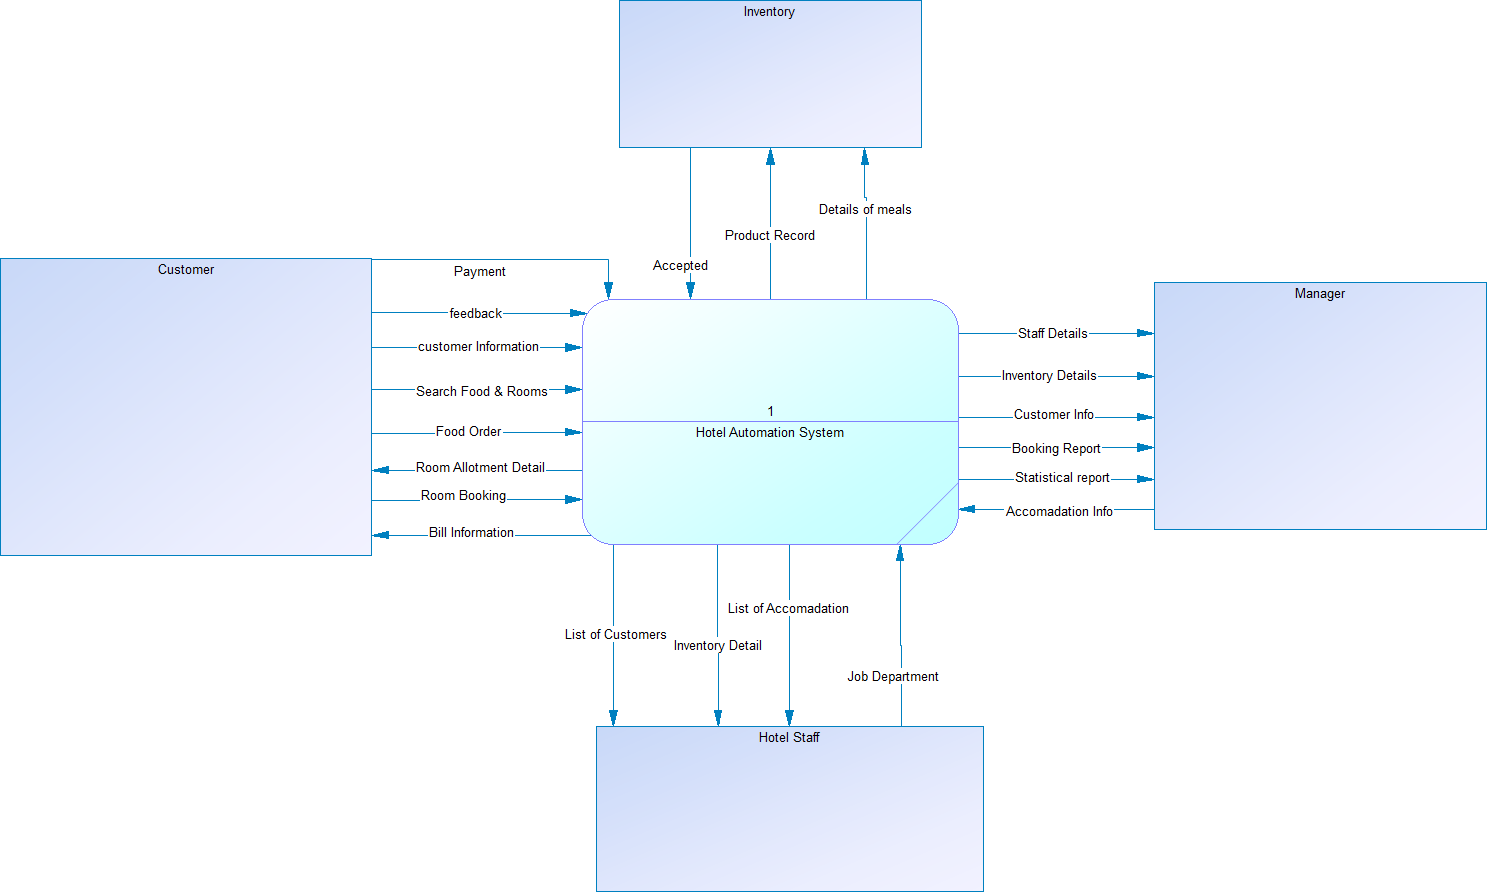 Inventory
Details of meals
Product Record
Accepted
Customer
Payment
feedback
customer Information
Search Food & Rooms
Food Order
Room Allotment Detail
Room Booking
Bill Information
1
Hotel Automation System
Manager
Staff Details
Inventory Details
Customer Info
Booking Report
Statistical report
Accomadation Info
List of Accomadation
List of Customers
Inventory Detail
Job Department
Hotel Staff